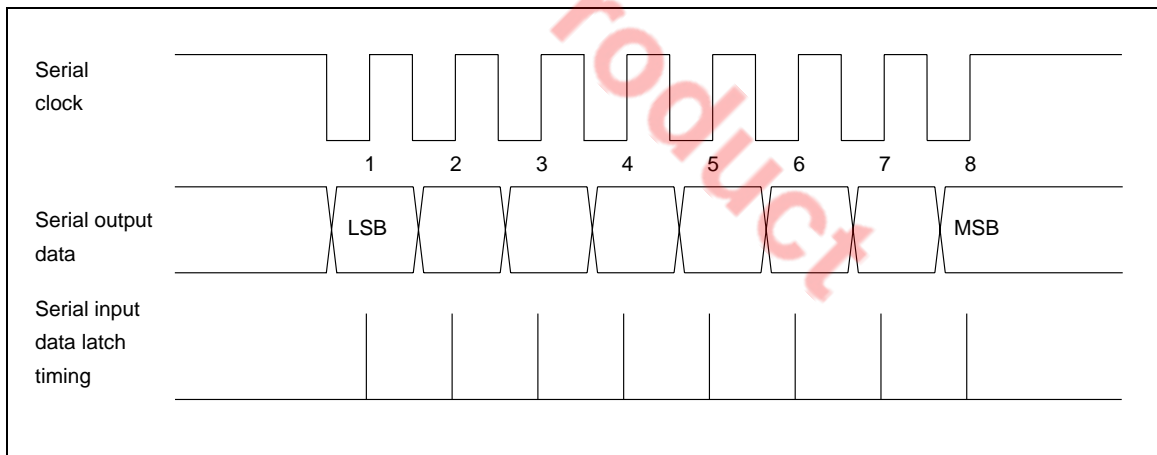 Serial
clock
1 2 3 4 5 6 7 8
Serial output
data
LSB
MSB
Serial input
data latch
timing
roduct